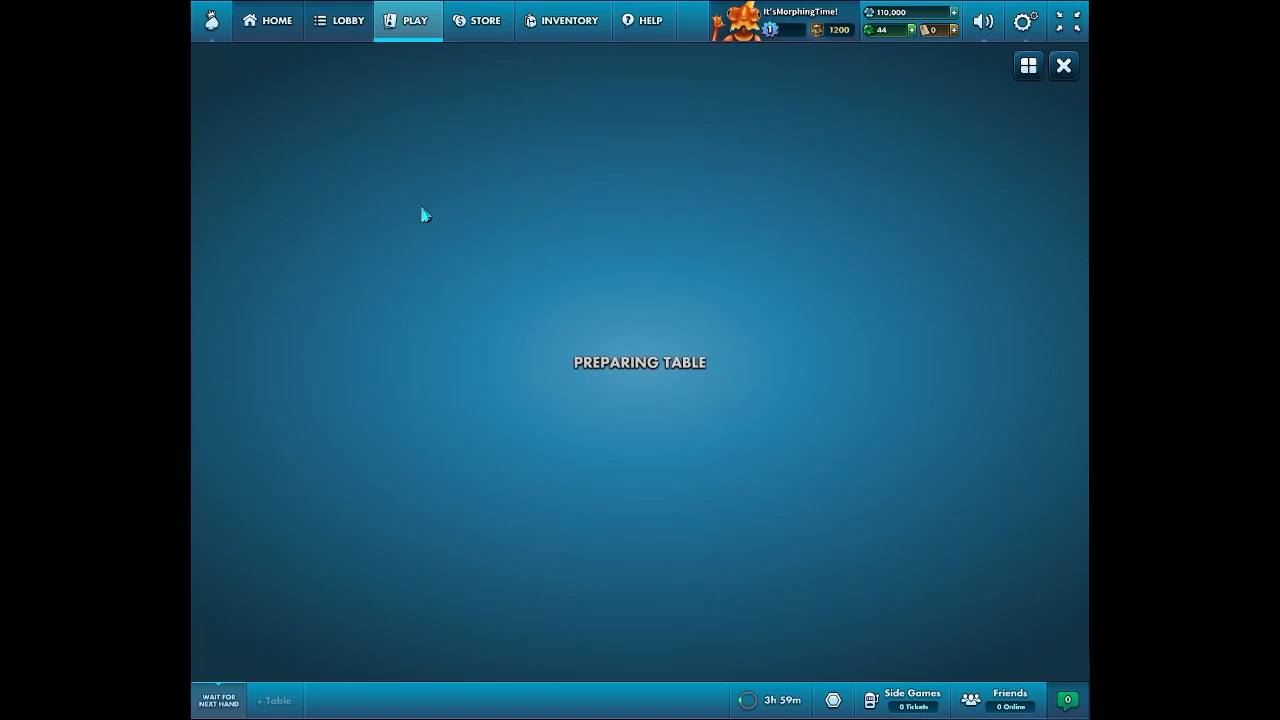 HOME LOBBY PLAY STORE INVENTORY HELP
It'sMorphingTime! 110,000
1 1200 44 0
PREPARING TABLE
WAIT FOR
NEXT HAND
+ Table
3h 59m
Side Games
0 Tickets
Friends
0 Online
0